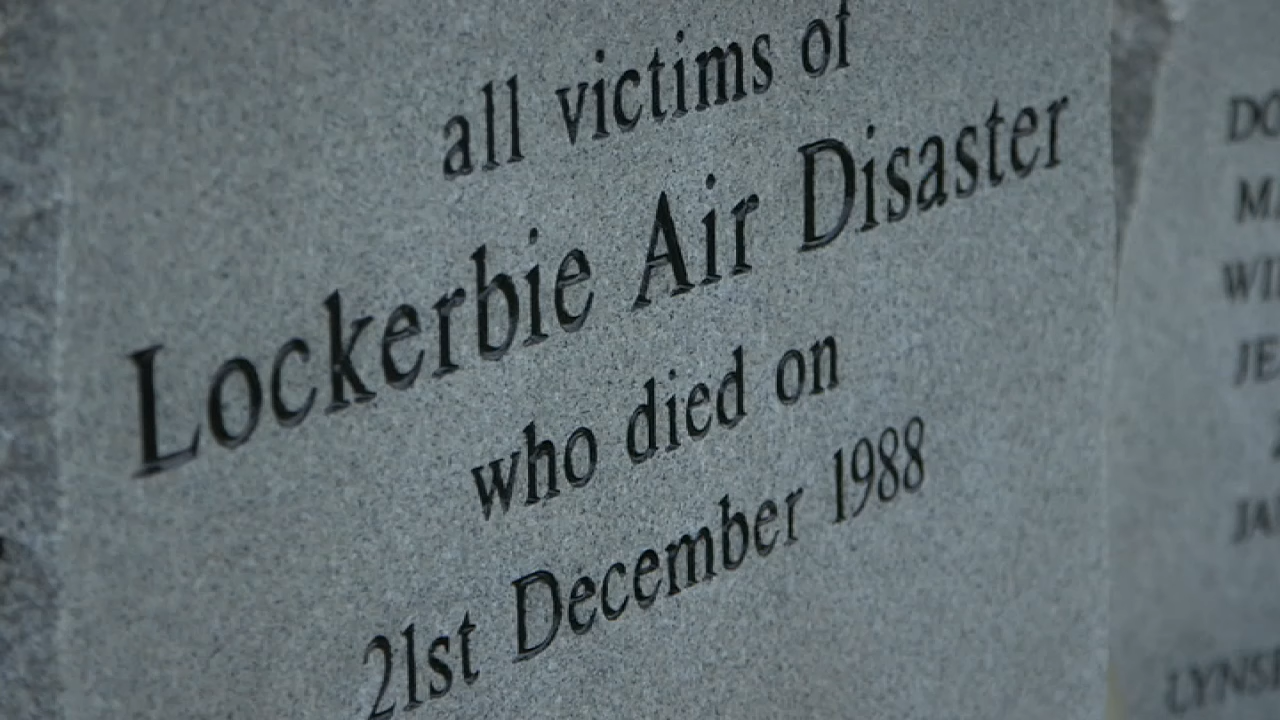 all victims of
Lockerbie Air Disaster
who died on
21st December 1988